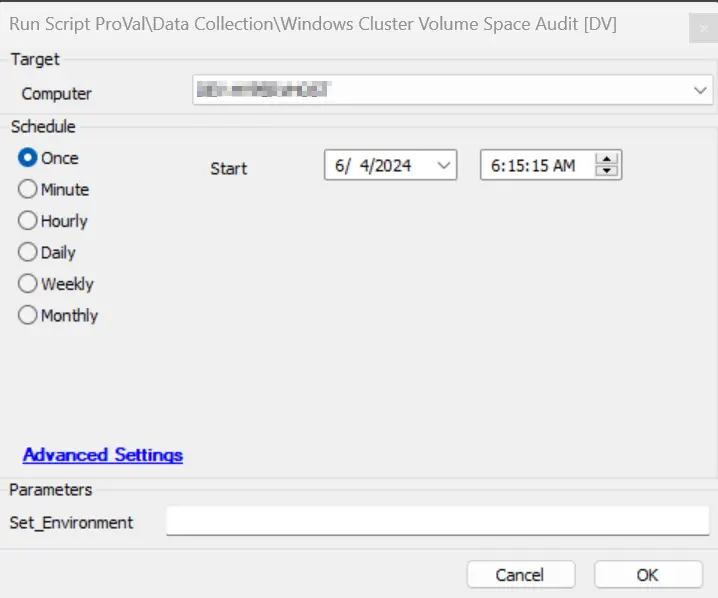 Run Script ProVal\Data Collection\Windows Cluster Volume Space Audit [DV]
Target
Computer
Schedule
Once
Start
6/ 4/2024
6:15:15 AM
Minute
Hourly
Daily
Weekly
Monthly
Advanced Settings
Parameters
Set_Environment
Cancel
OK